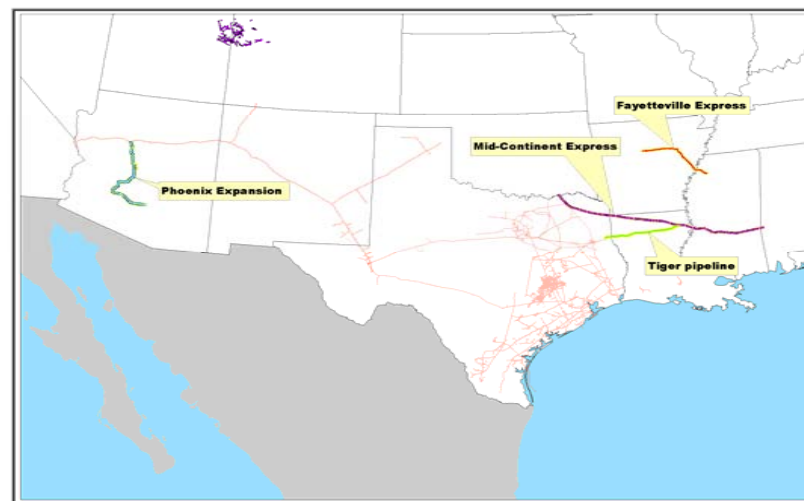 Fayetteville Express
Mid-Continent Express
Phoenix Expansion
Tiger pipeline